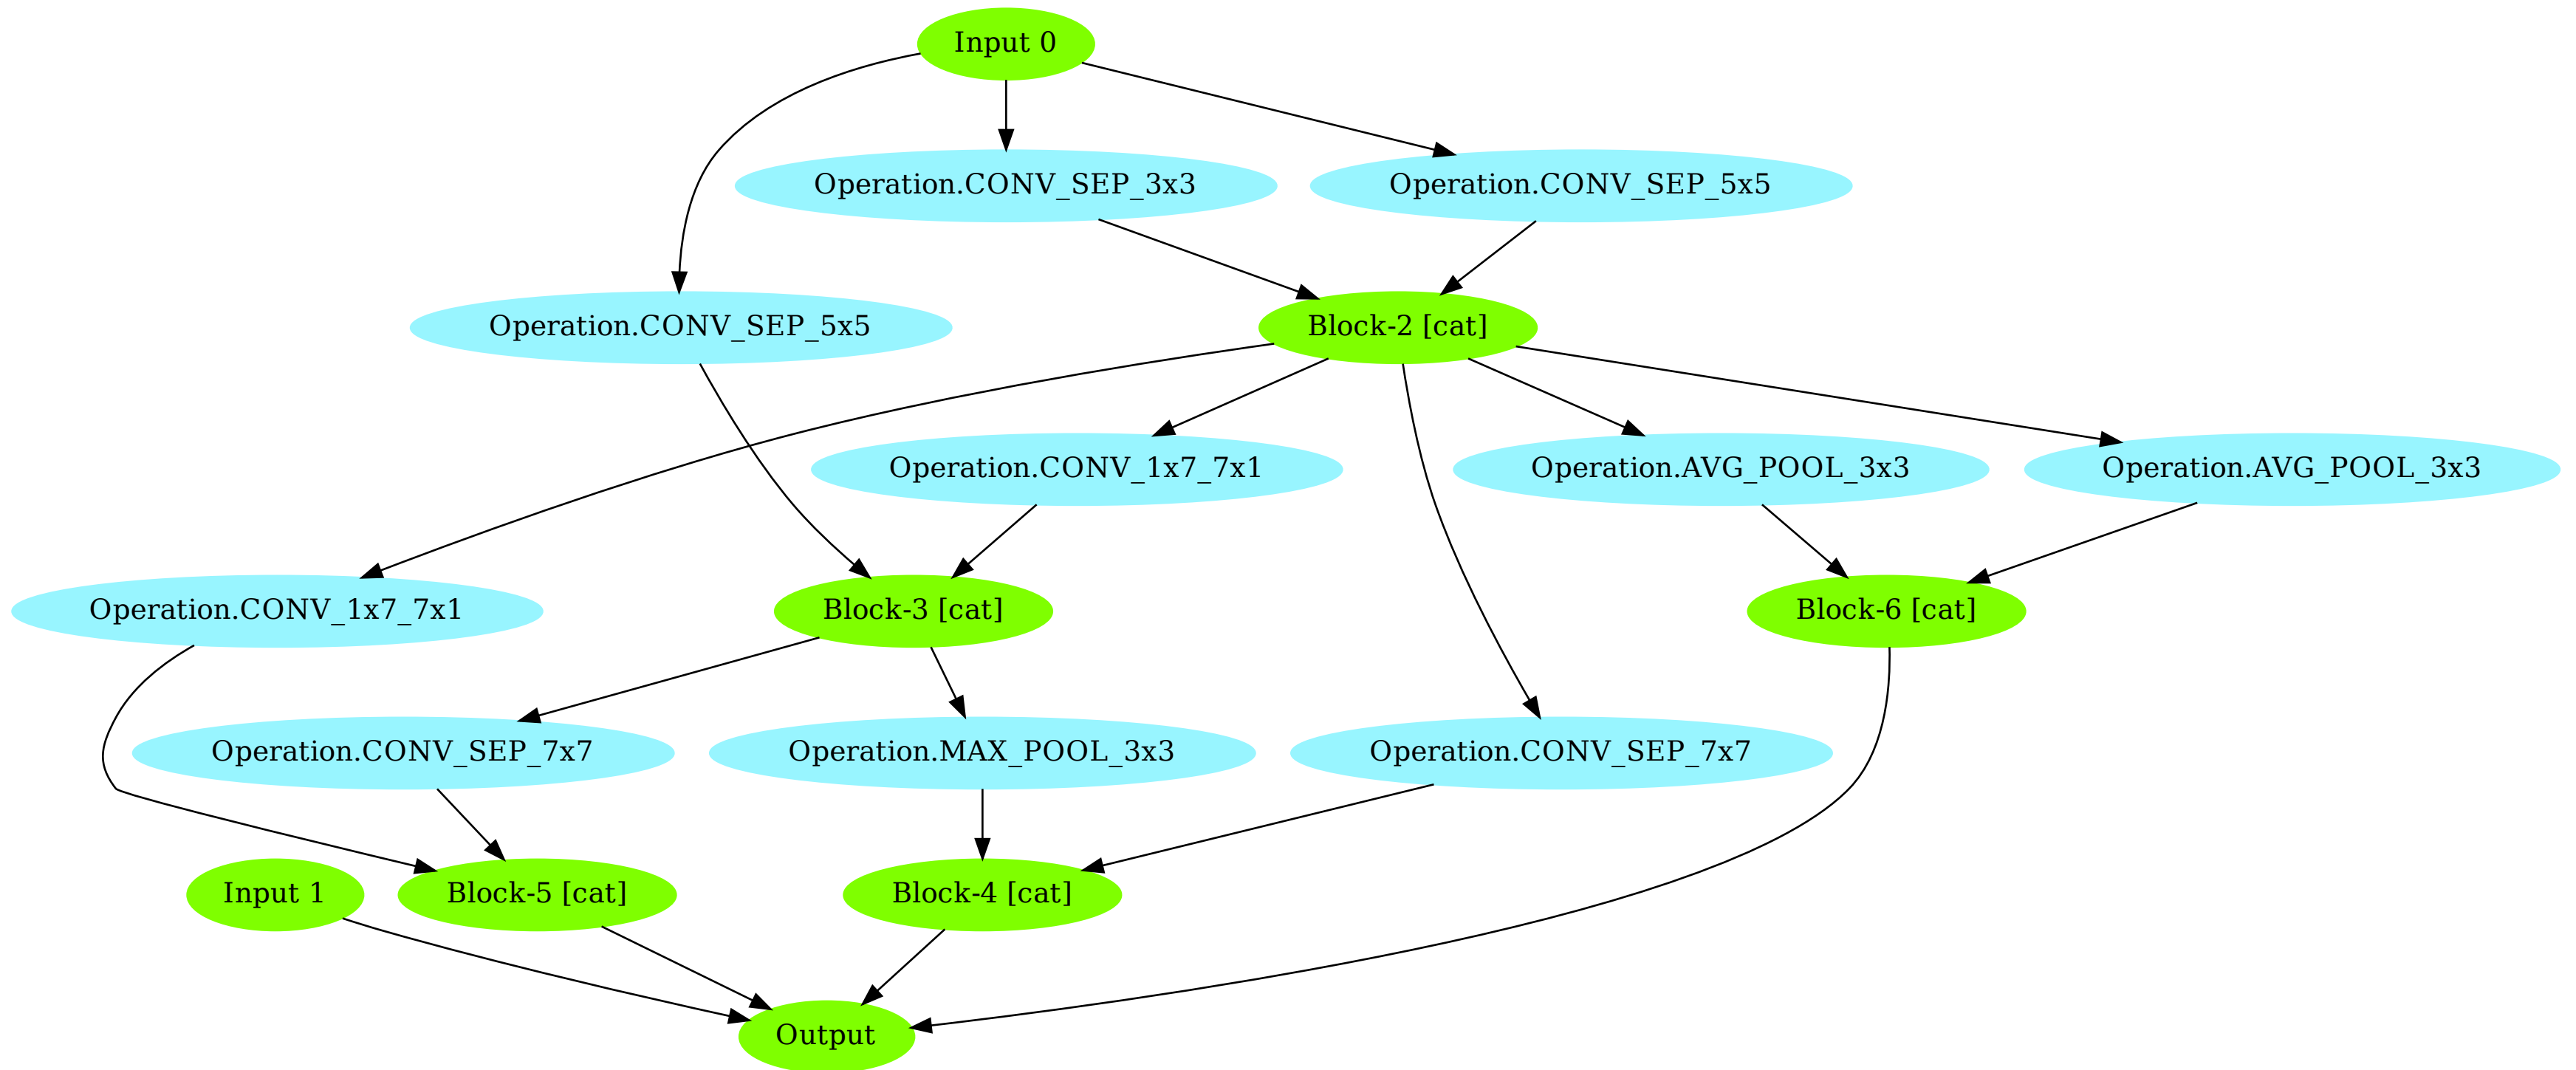 Input 0
Operation.CONV_SEP_3x3
Operation.CONV_SEP_5x5
Operation.CONV_SEP_5x5
Block-2 [cat]
Operation.CONV_1x7_7x1
Operation.AVG_POOL_3x3
Operation.AVG_POOL_3x3
Operation.CONV_1x7_7x1
Block-3 [cat]
Block-6 [cat]
Operation.CONV_SEP_7x7
Operation.MAX_POOL_3x3
Operation.CONV_SEP_7x7
Input 1
Block-5 [cat]
Block-4 [cat]
Output